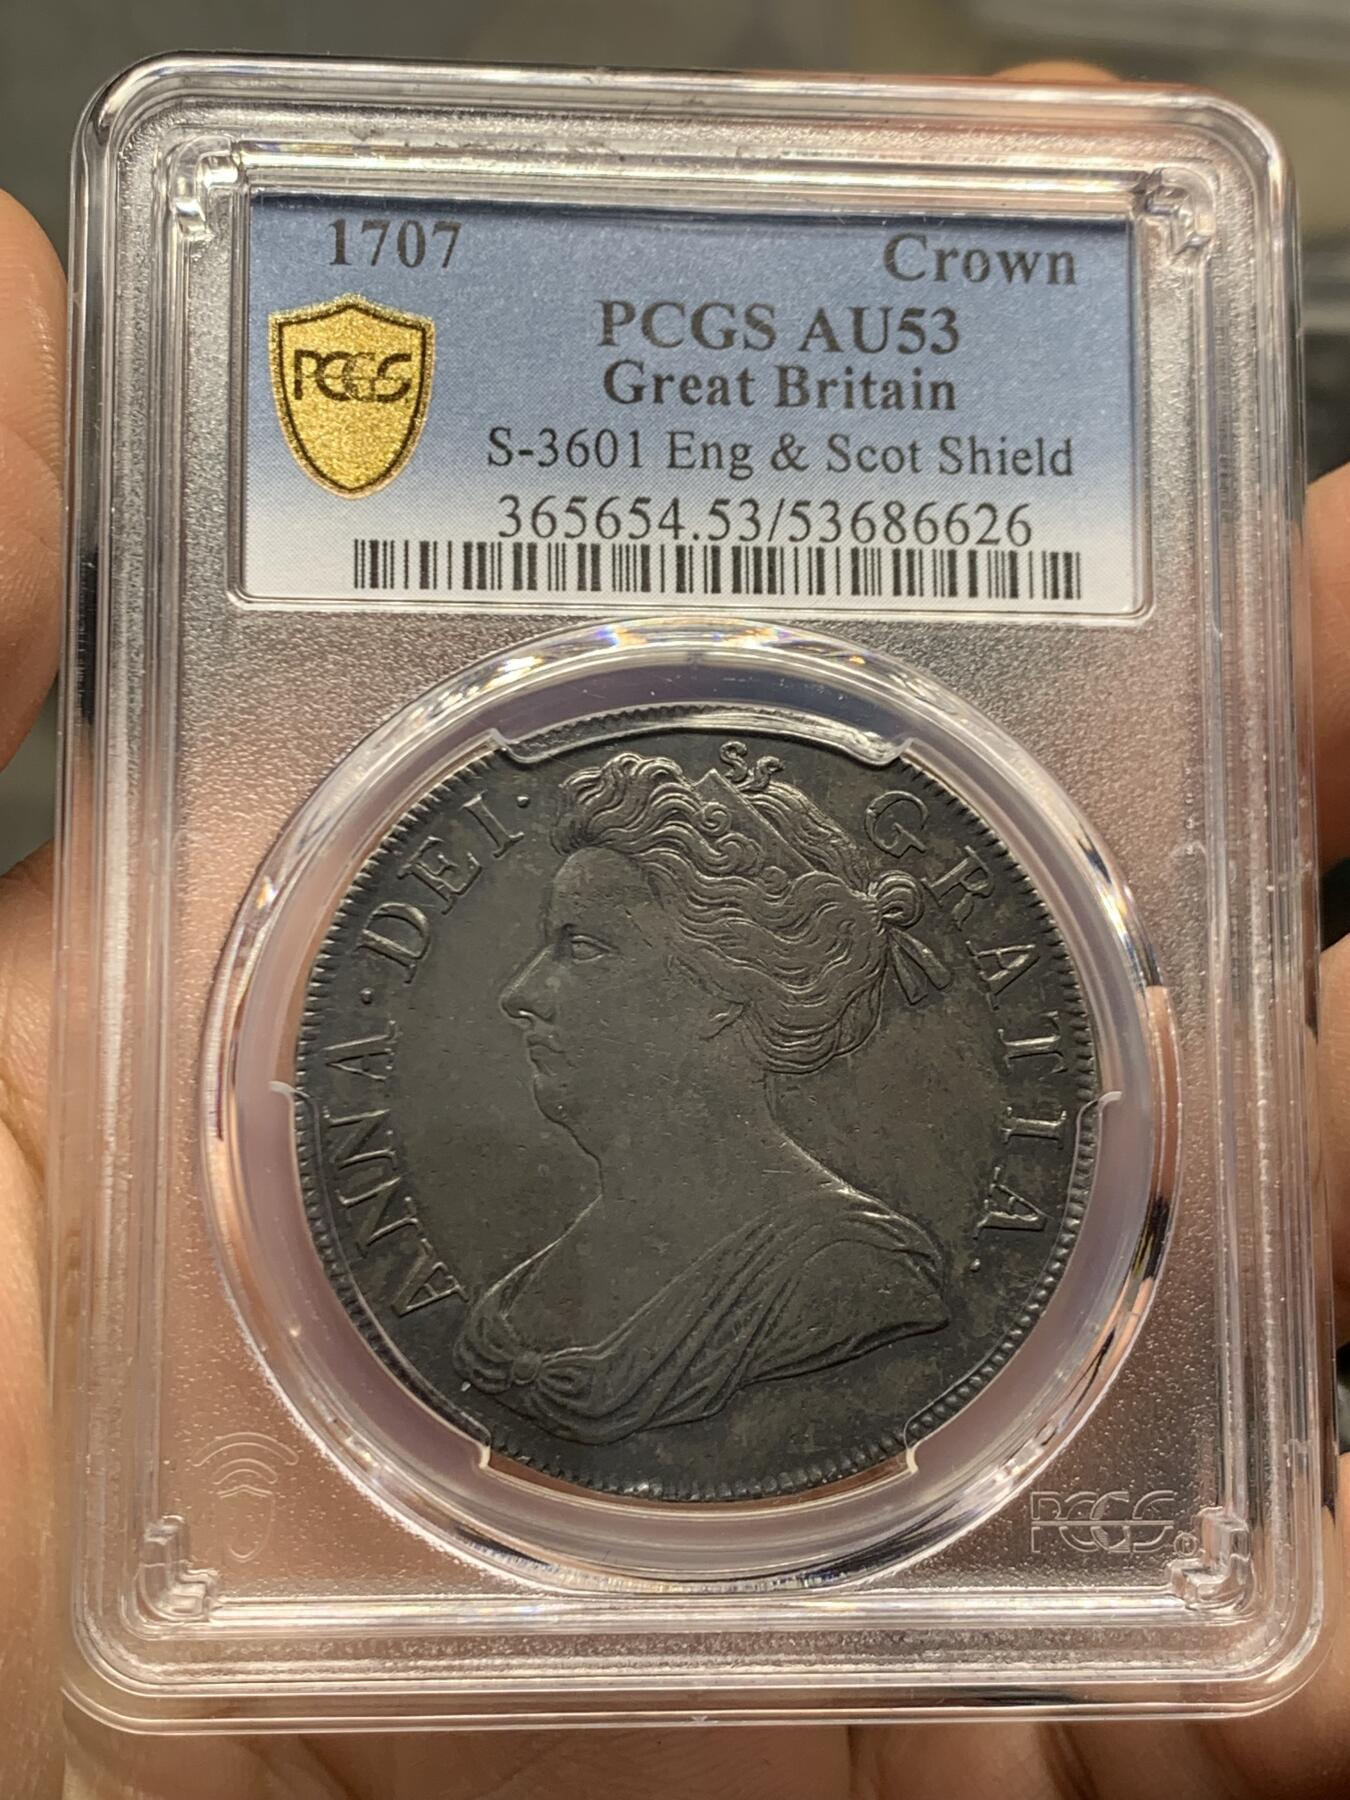 1707 Crown
PCGS AU53
PCGS
Great Britain
S-3601 Eng & Scot Shield
365654.53/53686626
ANNA · DEI · GRATIA ·
PCGS